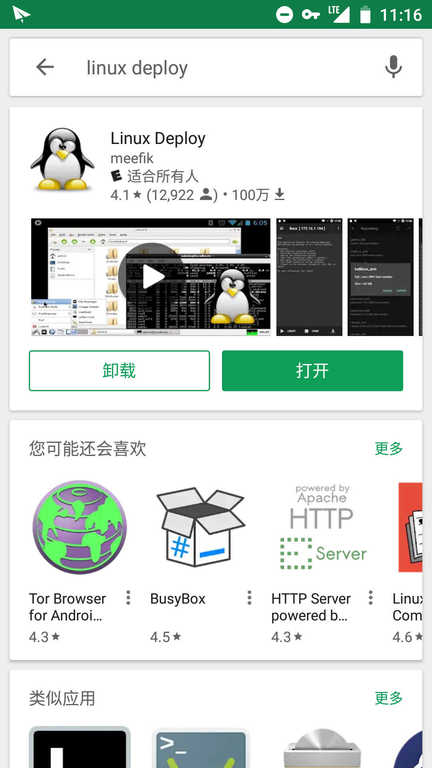 LTE 11:16
linux deploy
Linux Deploy
meefik
E 适合所有人
4.1★ (12,922 ) • 100万
6:05
卸载
打开
您可能还会喜欢
更多
Tor Browser
for Androi...
4.3★
BusyBox
4.5★
powered by
Apache
HTTP
Server
HTTP Server
powered b...
4.3★
Linux
Com
4.6★
类似应用
更多
>_